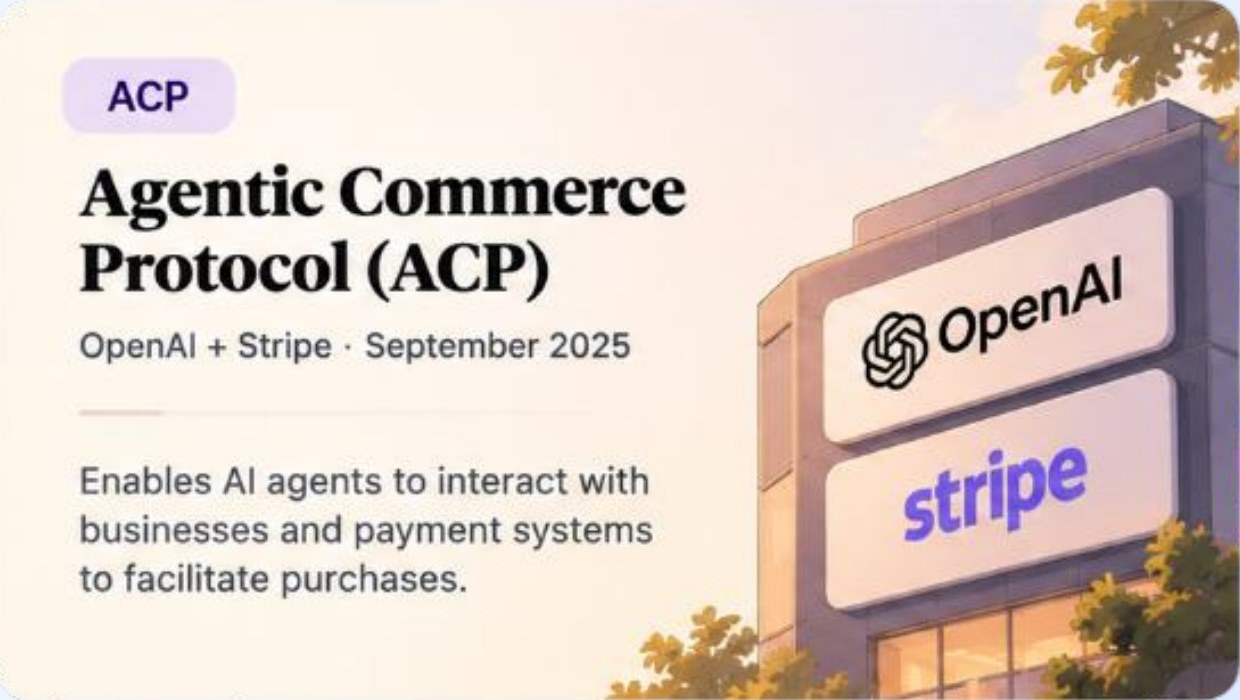 ACP
Agentic Commerce
Protocol (ACP)
OpenAI + Stripe · September 2025
Enables AI agents to interact with
businesses and payment systems
to facilitate purchases.
OpenAI
stripe